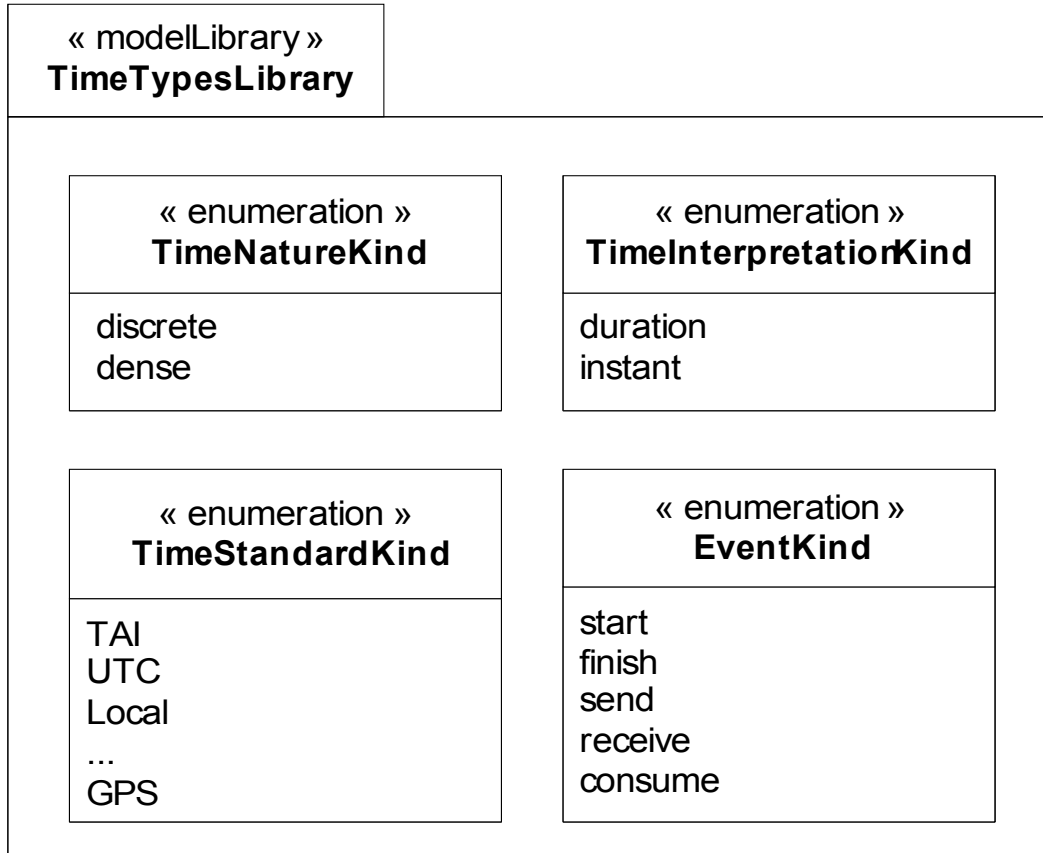 « modelLibrary »
TimeTypesLibrary
« enumeration »
TimeNatureKind
discrete
dense
« enumeration »
TimeInterpretationKind
duration
instant
« enumeration »
TimeStandardKind
TAI
UTC
Local
...
GPS
« enumeration »
EventKind
start
finish
send
receive
consume